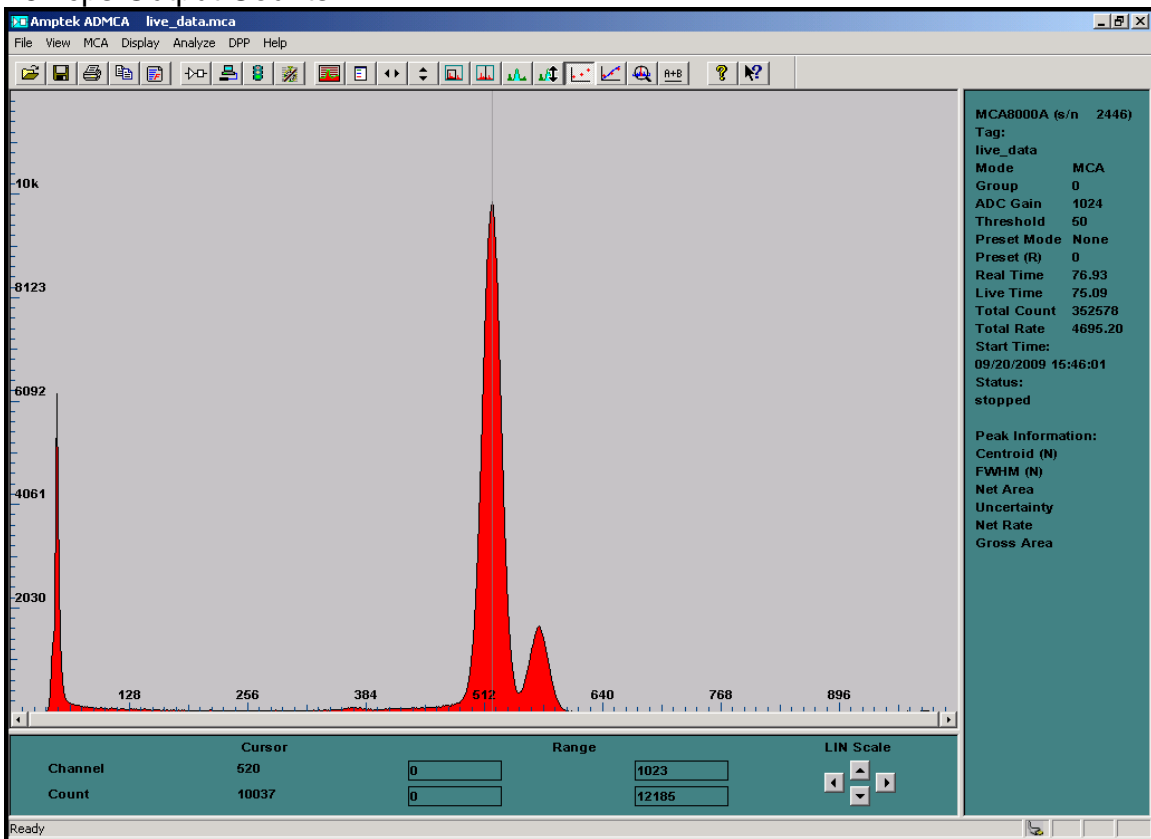 Amptek ADMCA live_data.mca
File View MCA Display Analyze DPP Help
A+B
10k
8123
6092
4061
2030
128 256 384 512 640 768 896
MCA8000A (s/n 2446)
Tag:
live_data
Mode MCA
Group 0
ADC Gain 1024
Threshold 50
Preset Mode None
Preset (R) 0
Real Time 76.93
Live Time 75.09
Total Count 352578
Total Rate 4695.20
Start Time:
09/20/2009 15:46:01
Status:
stopped
Peak Information:
Centroid (N)
FWHM (N)
Net Area
Uncertainty
Net Rate
Gross Area
Cursor Range LIN Scale
Channel 520 0 1023
Count 10037 0 12185
Ready